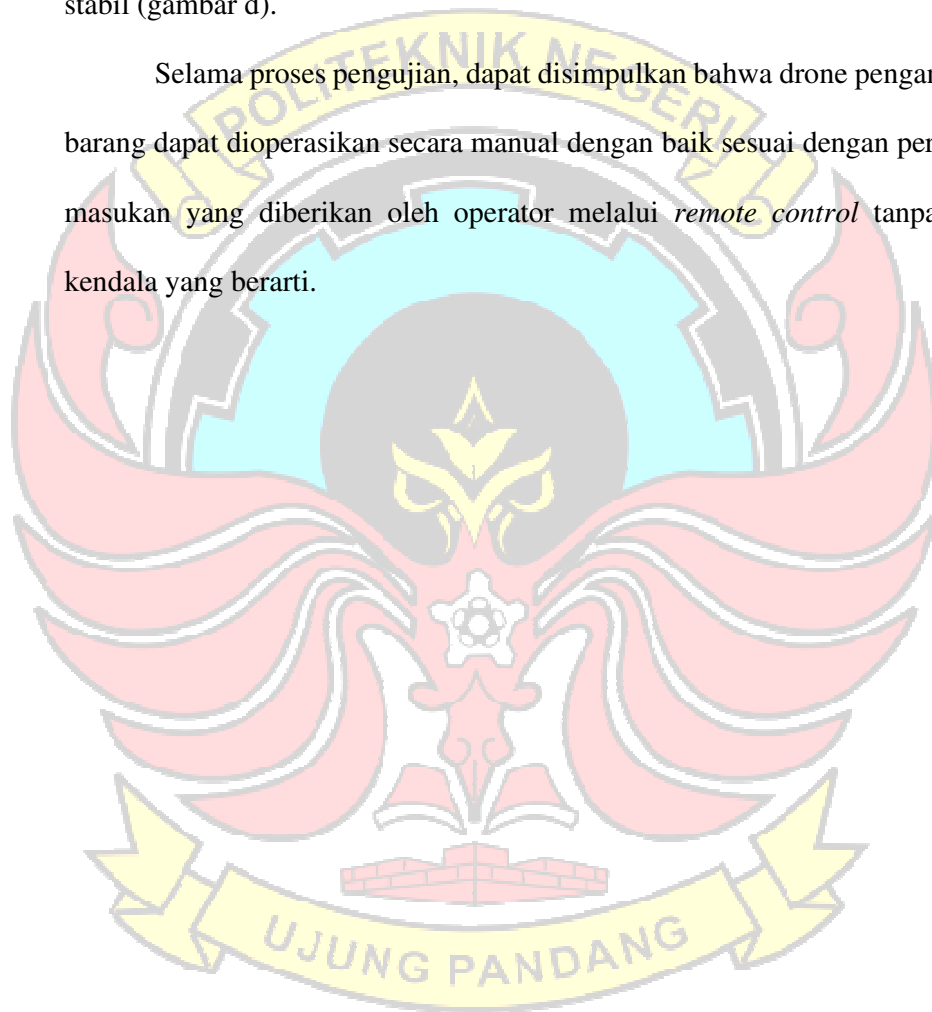 stabil (gambar d).
POLITEKNIK NEGERI
Selama proses pengujian, dapat disimpulkan bahwa drone pengan
barang dapat dioperasikan secara manual dengan baik sesuai dengan per
masukan yang diberikan oleh operator melalui remote control tanpa
kendala yang berarti.
UJUNG PANDANG